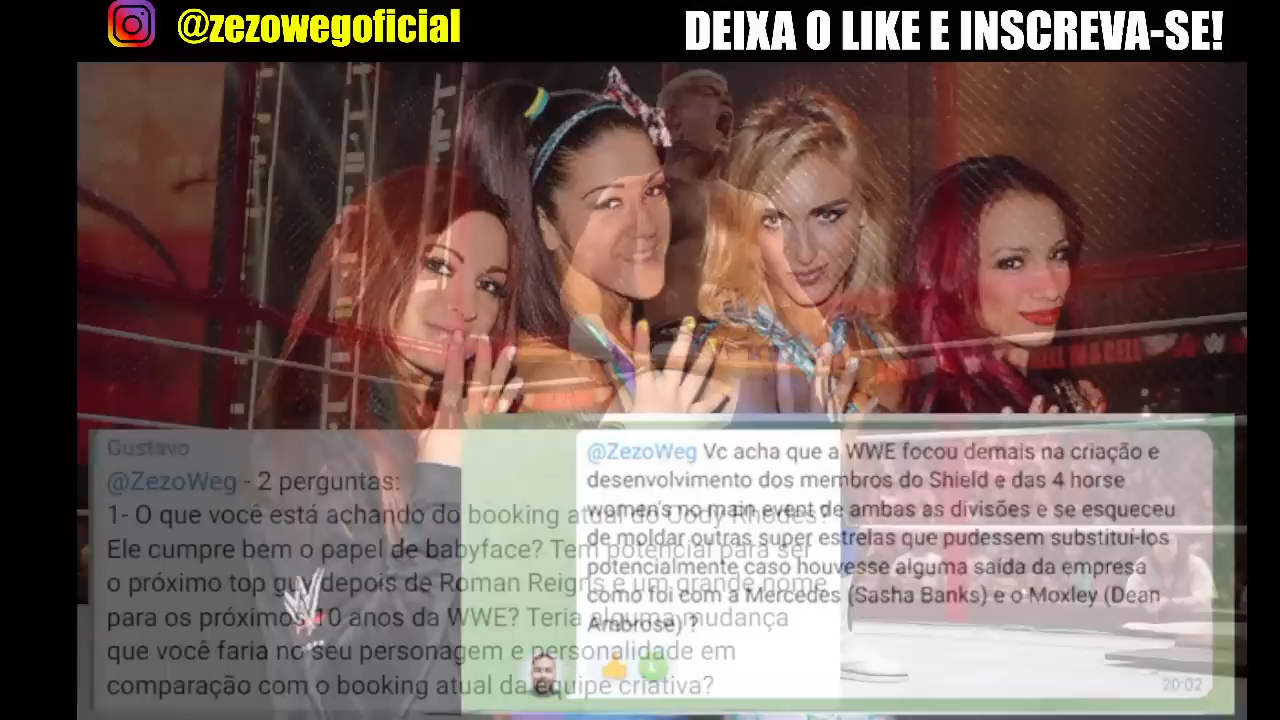 @zezowegoficial
DEIXA O LIKE E INSCREVA-SE!
Gustavo
@ZezoWeg - 2 perguntas:
1- O que você está achando do booking atual do Cody Rhodes?
Ele cumpre bem o papel de babyface? Tem potencial para ser
o próximo top guy depois de Roman Reigns e um grande nome
para os próximos 10 anos da WWE? Teria alguma mudança
que você faria no seu personagem e personalidade em
comparação com o booking atual da equipe criativa?
@ZezoWeg Vc acha que a WWE focou demais na criação e
desenvolvimento dos membros do Shield e das 4 horse
women's no main event de ambas as divisões e se esqueceu
de moldar outras super estrelas que pudessem substituí-los
potencialmente caso houvesse alguma saída da empresa
como foi com a Mercedes (Sasha Banks) e o Moxley (Dean
Ambrose) ?
20:02
HELL IN A CELL